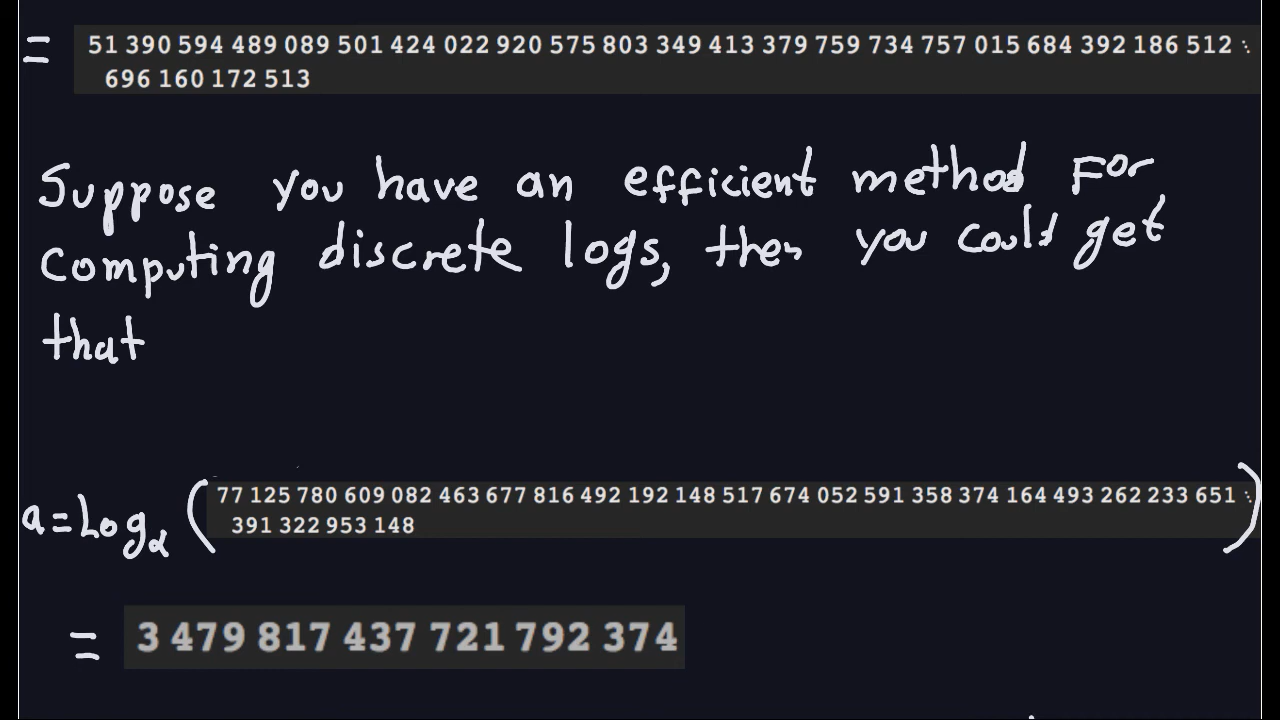 = 51 390 594 489 089 501 424 022 920 575 803 349 413 379 759 734 757 015 684 392 186 512 ⋱
696 160 172 513
Suppose you have an efficient method For
computing discrete logs, then you could get
that
a = Log_α ( 77 125 780 609 082 463 677 816 492 192 148 517 674 052 591 358 374 164 493 262 233 651 ⋱
391 322 953 148 )
= 3 479 817 437 721 792 374